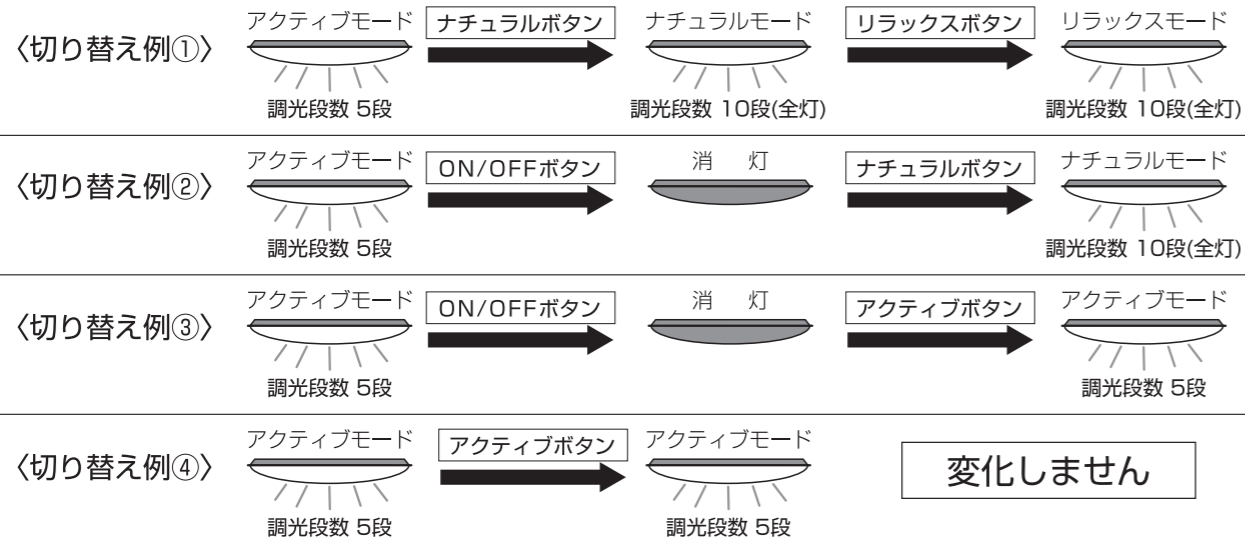 〈切り替え例①〉
アクティブモード
調光段数 5段
ナチュラルボタン
ナチュラルモード
調光段数 10段(全灯)
リラックスボタン
リラックスモード
調光段数 10段(全灯)
〈切り替え例②〉
アクティブモード
調光段数 5段
ON/OFFボタン
消 灯
ナチュラルボタン
ナチュラルモード
調光段数 10段(全灯)
〈切り替え例③〉
アクティブモード
調光段数 5段
ON/OFFボタン
消 灯
アクティブボタン
アクティブモード
調光段数 5段
〈切り替え例④〉
アクティブモード
調光段数 5段
アクティブボタン
アクティブモード
調光段数 5段
変化しません